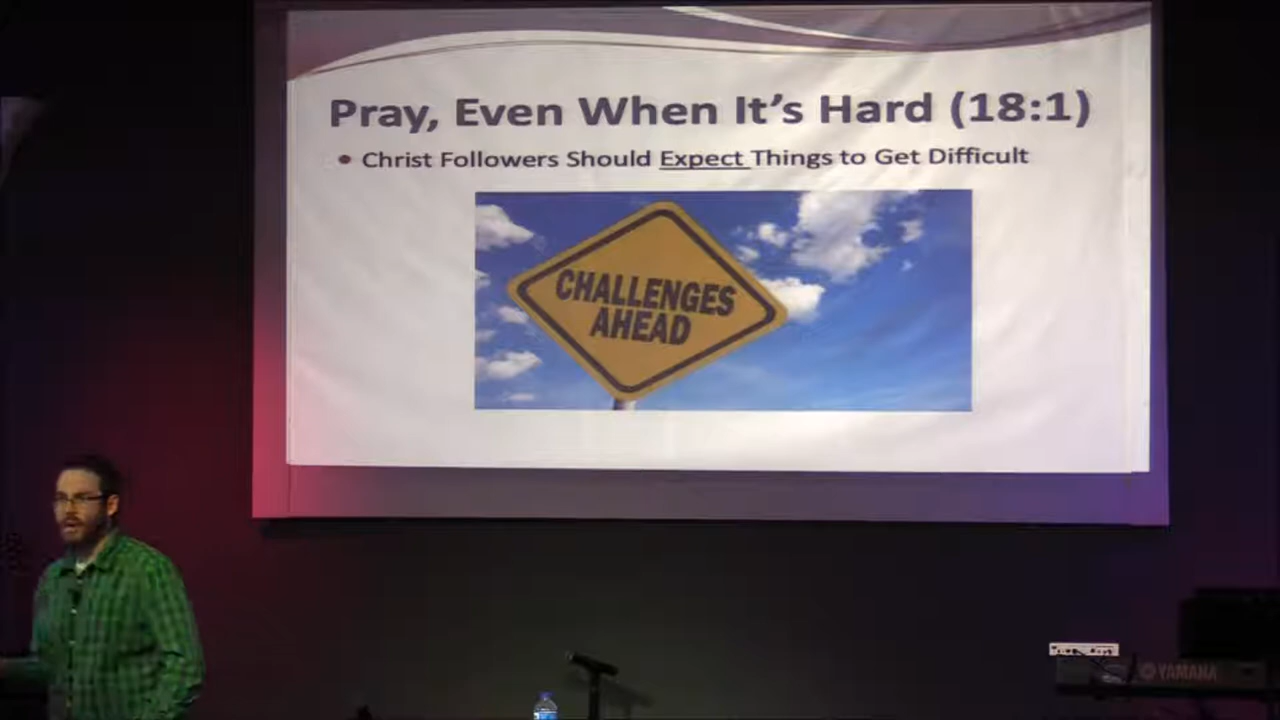 Pray, Even When It's Hard (18:1)
• Christ Followers Should Expect Things to Get Difficult
CHALLENGES
AHEAD
YAMAHA